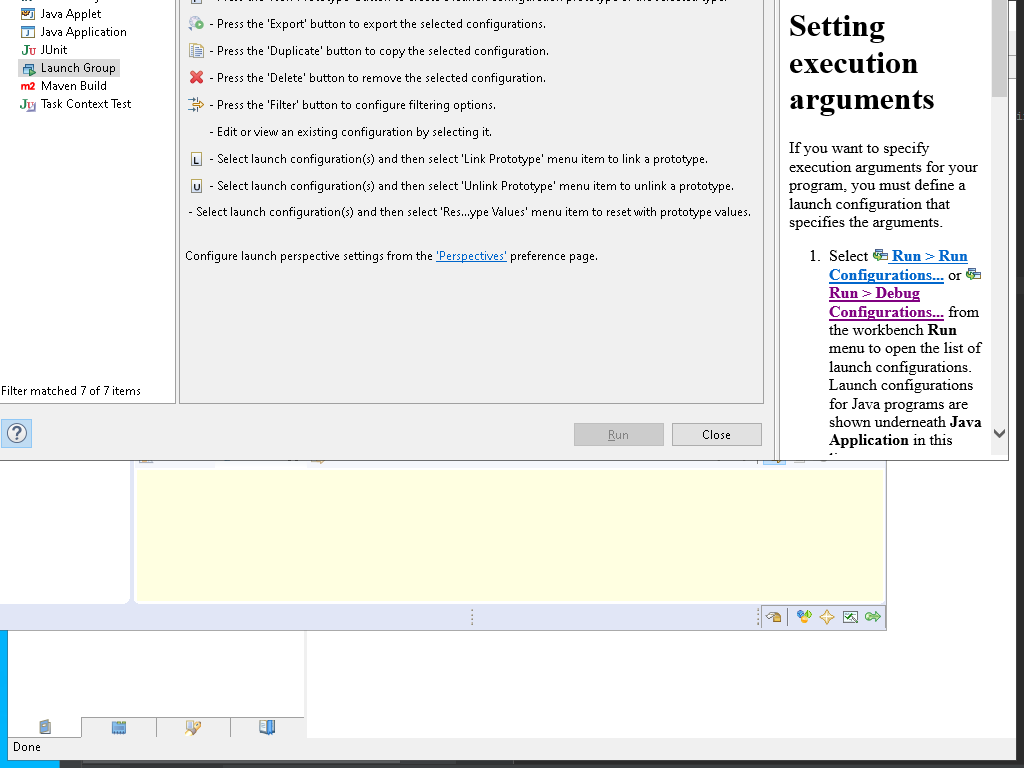 Java Applet
Java Application
JUnit
Launch Group
Maven Build
Task Context Test
Filter matched 7 of 7 items
- Press the 'Export' button to export the selected configurations.
- Press the 'Duplicate' button to copy the selected configuration.
- Press the 'Delete' button to remove the selected configuration.
- Press the 'Filter' button to configure filtering options.
- Edit or view an existing configuration by selecting it.
- Select launch configuration(s) and then select 'Link Prototype' menu item to link a prototype.
- Select launch configuration(s) and then select 'Unlink Prototype' menu item to unlink a prototype.
- Select launch configuration(s) and then select 'Res...ype Values' menu item to reset with prototype values.
Configure launch perspective settings from the 'Perspectives' preference page.
Run
Close
Setting
execution
arguments
If you want to specify
execution arguments for your
program, you must define a
launch configuration that
specifies the arguments.
1. Select Run > Run
Configurations... or
Run > Debug
Configurations... from
the workbench Run
menu to open the list of
launch configurations.
Launch configurations
for Java programs are
shown underneath Java
Application in this
Done